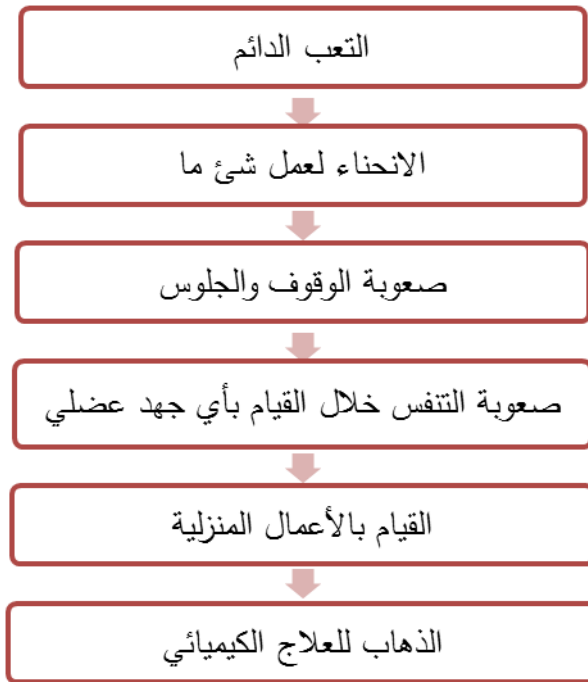 التعب الدائم
الانحناء لعمل شئ ما
صعوبة الوقوف والجلوس
صعوبة التنفس خلال القيام بأي جهد عضلي
القيام بالأعمال المنزلية
الذهاب للعلاج الكيميائي